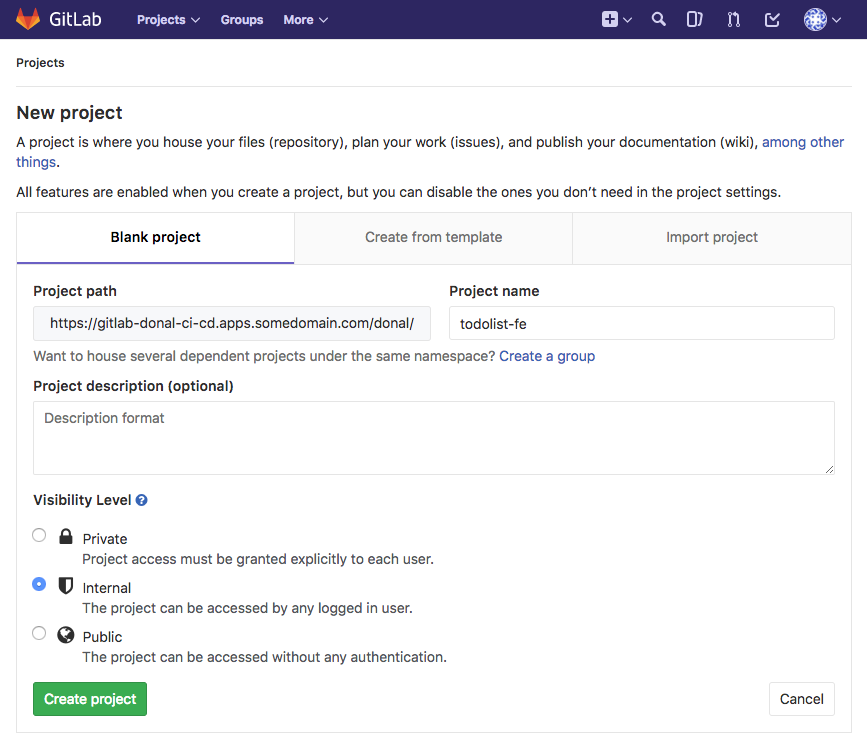 GitLab Projects Groups More
Projects
New project
A project is where you house your files (repository), plan your work (issues), and publish your documentation (wiki), among other
things.
All features are enabled when you create a project, but you can disable the ones you don’t need in the project settings.
Blank project Create from template Import project
Project path Project name
https://gitlab-donal-ci-cd.apps.somedomain.com/donal/ todolist-fe
Want to house several dependent projects under the same namespace? Create a group
Project description (optional)
Description format
Visibility Level ?
Private
Project access must be granted explicitly to each user.
Internal
The project can be accessed by any logged in user.
Public
The project can be accessed without any authentication.
Create project Cancel